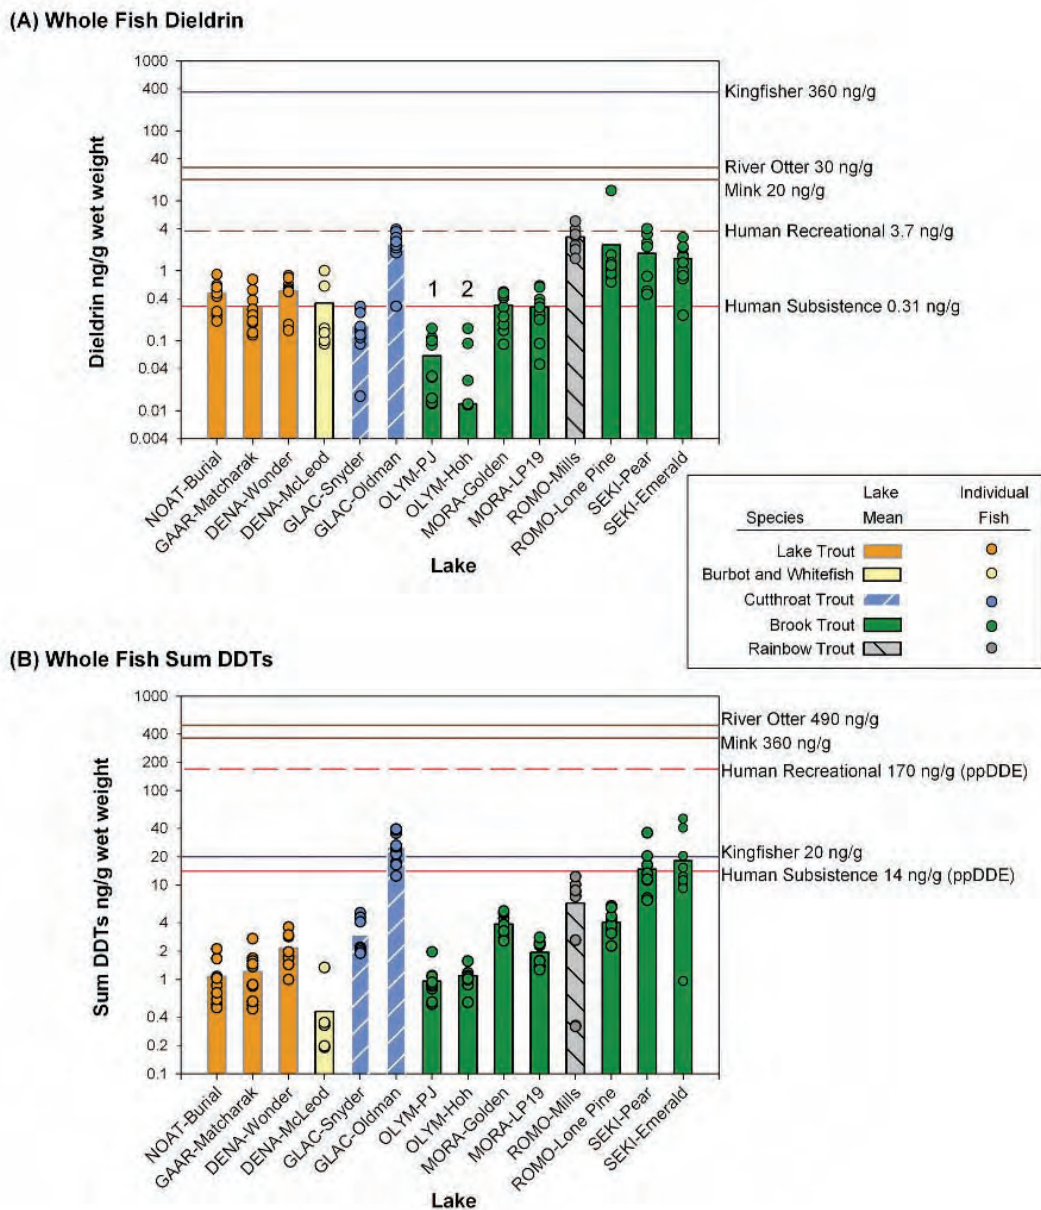 (A) Whole Fish Dieldrin
1000
400
100
40
10
4
1
0.4
0.1
0.04
0.01
0.004
Dieldrin ng/g wet weight
Kingfisher 360 ng/g
River Otter 30 ng/g
Mink 20 ng/g
Human Recreational 3.7 ng/g
Human Subsistence 0.31 ng/g
1 2
NOAT-Burial
GAAR-Matcharak
DENA-Wonder
DENA-McLeod
GLAC-Snyder
GLAC-Oldman
OLYM-PJ
OLYM-Hoh
MORA-Golden
MORA-LP19
ROMO-Mills
ROMO-Lone Pine
SEKI-Pear
SEKI-Emerald
Lake
Lake Individual
Species Mean Fish
Lake Trout
Burbot and Whitefish
Cutthroat Trout
Brook Trout
Rainbow Trout
(B) Whole Fish Sum DDTs
1000
400
200
100
40
20
10
4
2
1
0.4
0.2
0.1
Sum DDTs ng/g wet weight
River Otter 490 ng/g
Mink 360 ng/g
Human Recreational 170 ng/g (ppDDE)
Kingfisher 20 ng/g
Human Subsistence 14 ng/g (ppDDE)
NOAT-Burial
GAAR-Matcharak
DENA-Wonder
DENA-McLeod
GLAC-Snyder
GLAC-Oldman
OLYM-PJ
OLYM-Hoh
MORA-Golden
MORA-LP19
ROMO-Mills
ROMO-Lone Pine
SEKI-Pear
SEKI-Emerald
Lake